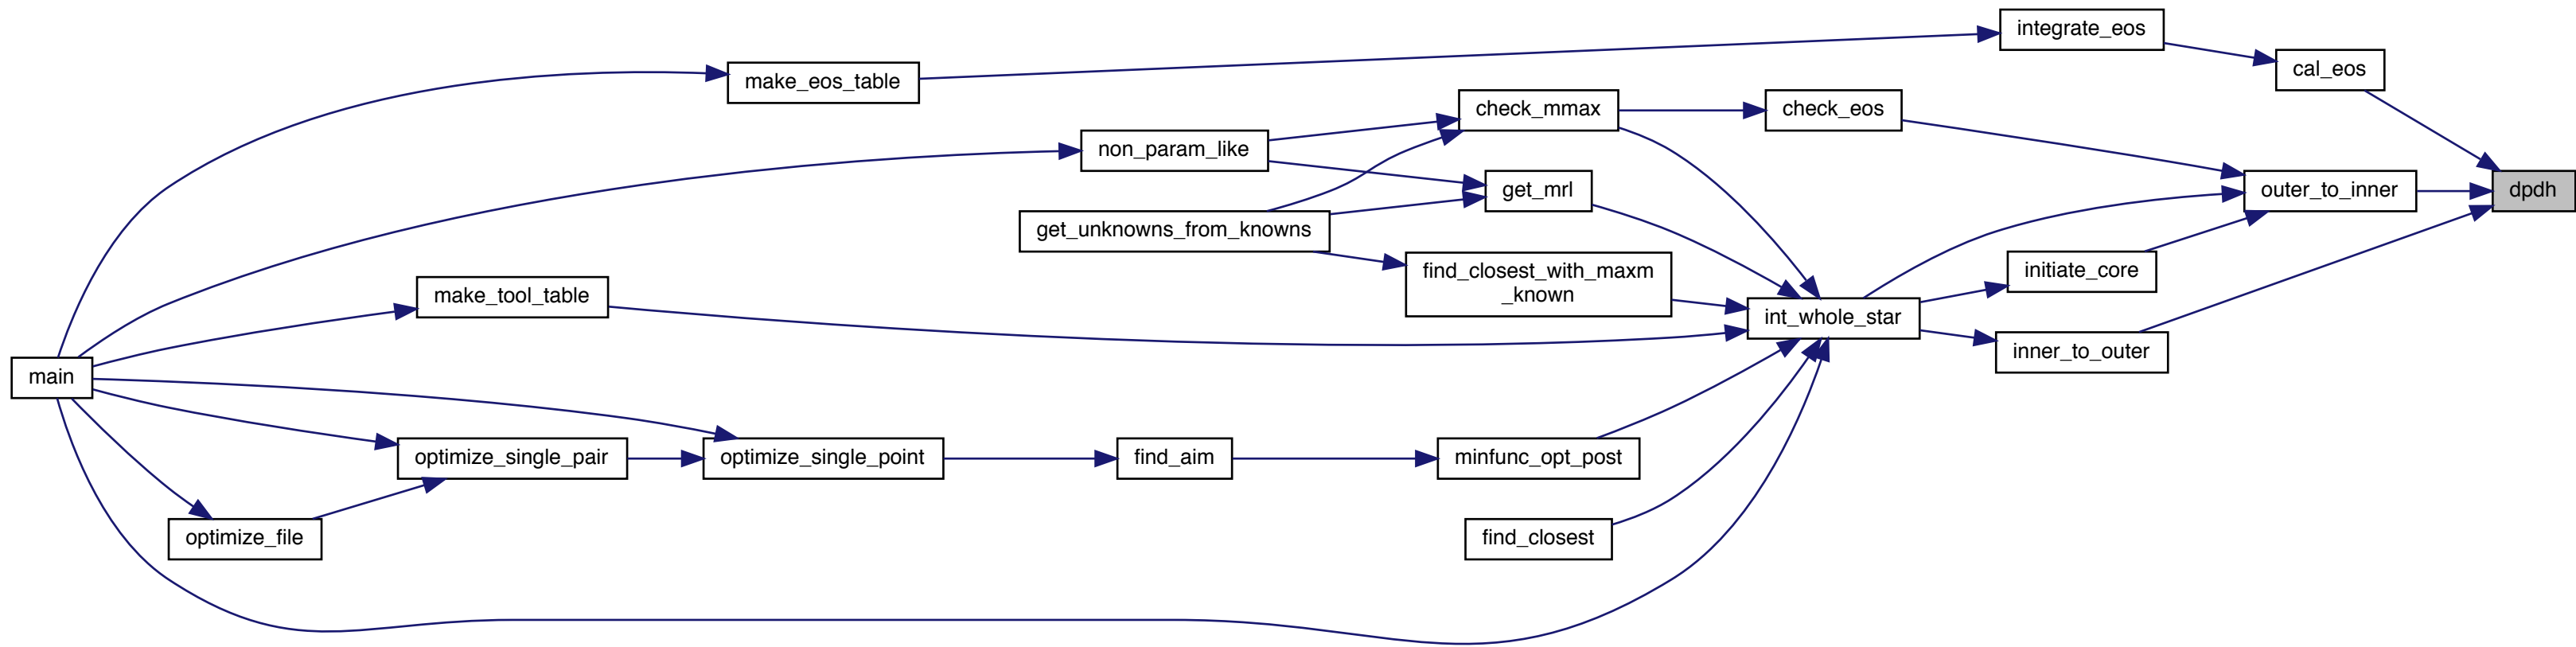 integrate_eos
cal_eos
make_eos_table
check_mmax
check_eos
non_param_like
get_mrl
outer_to_inner
dpdh
get_unknowns_from_knowns
find_closest_with_maxm
_known
initiate_core
make_tool_table
int_whole_star
inner_to_outer
main
optimize_single_pair
optimize_single_point
find_aim
minfunc_opt_post
optimize_file
find_closest